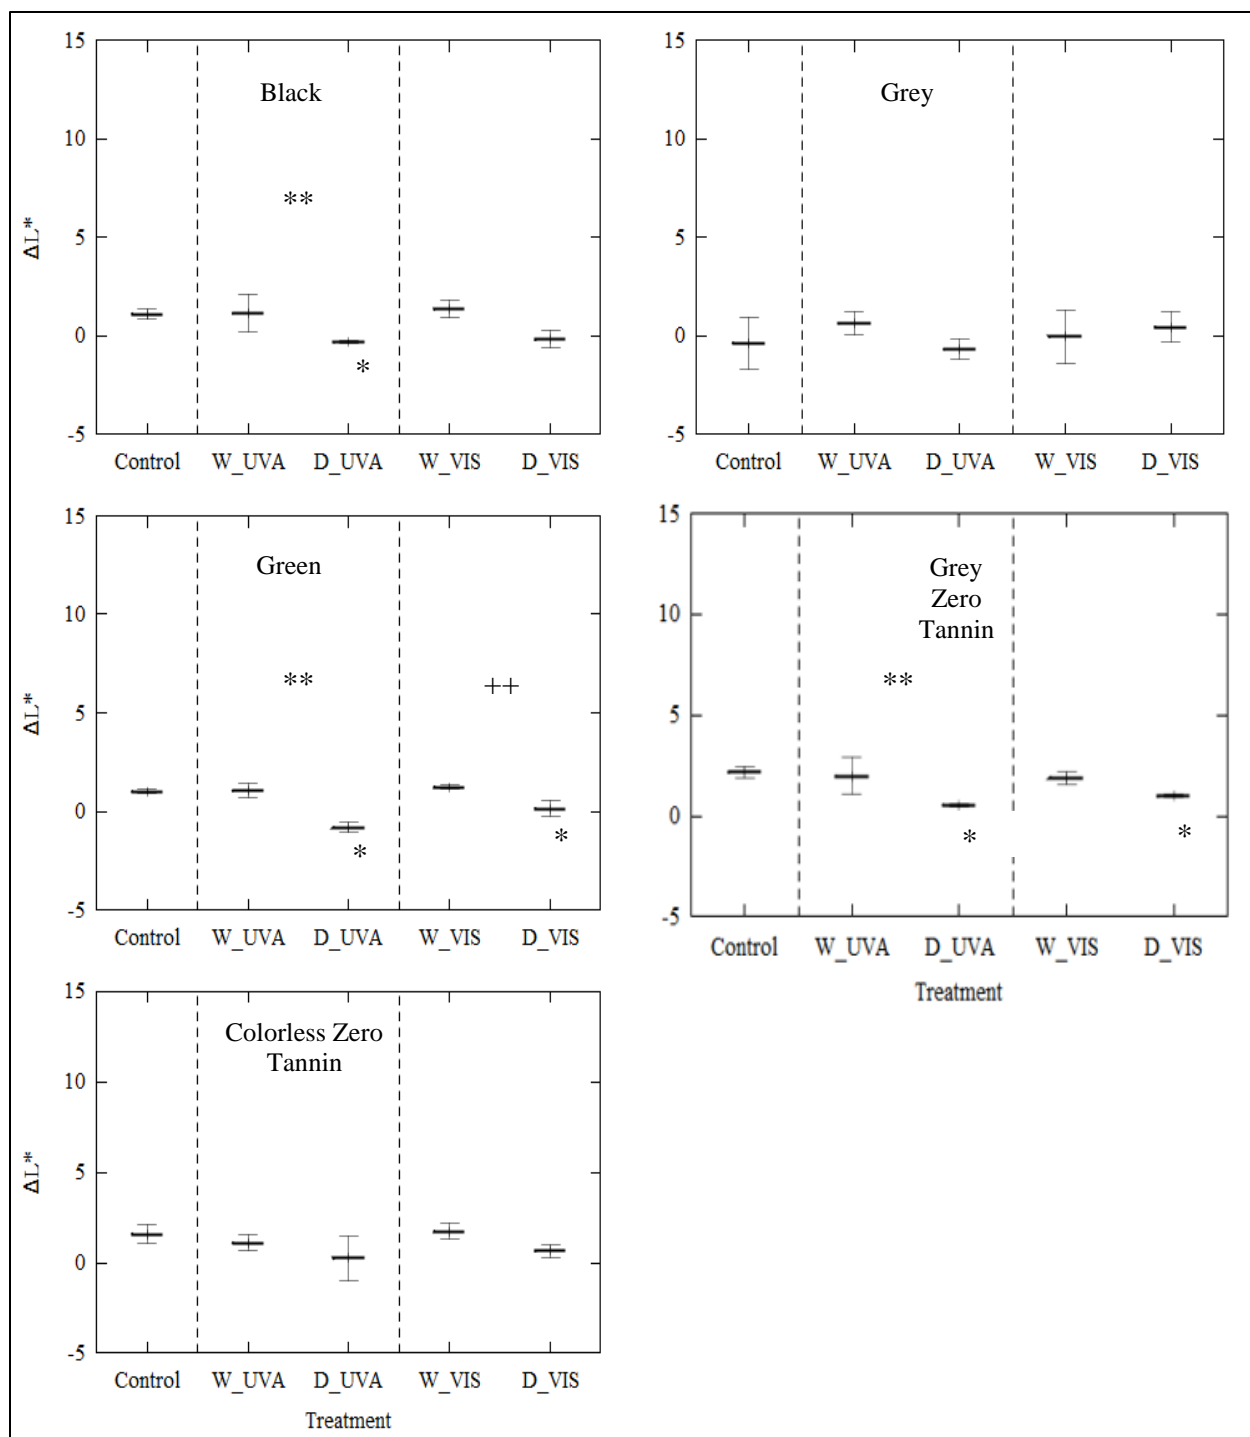 15
10
5
0
-5
ΔL*
Black
**
*
Control W_UVA D_UVA W_VIS D_VIS
15
10
5
0
-5
Grey
Control W_UVA D_UVA W_VIS D_VIS
15
10
5
0
-5
ΔL*
Green
**
++
*
*
Control W_UVA D_UVA W_VIS D_VIS
15
10
5
0
-5
Grey
Zero
Tannin
**
*
*
Control W_UVA D_UVA W_VIS D_VIS
Treatment
15
10
5
0
-5
ΔL*
Colorless Zero
Tannin
Control W_UVA D_UVA W_VIS D_VIS
Treatment